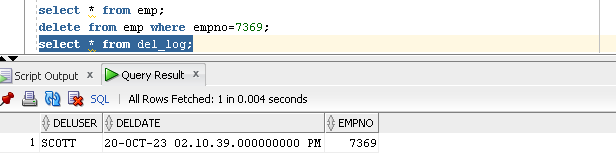 select * from emp;
delete from emp where empno=7369;
select * from del_log;
Script Output x Query Result x
SQL | All Rows Fetched: 1 in 0.004 seconds
DELUSER DELDATE EMPNO
1 SCOTT 20-OCT-23 02.10.39.000000000 PM 7369